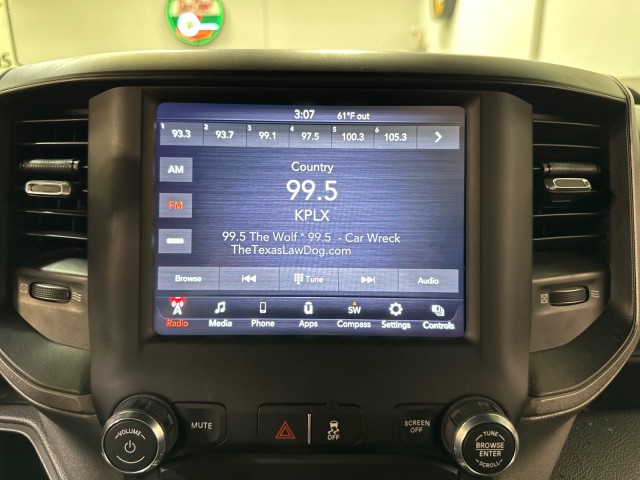 3:07 61°F out
1 93.3 2 93.7 3 99.1 4 97.5 5 100.3 6 105.3
AM
Country
99.5
FM
KPLX
99.5 The Wolf * 99.5 - Car Wreck
TheTexasLawDog.com
Browse Tune Audio
SW
Radio Media Phone Apps Compass Settings Controls
VOLUME
MUTE
OFF
SCREEN OFF
TUNE
BROWSE
ENTER
SCROLL